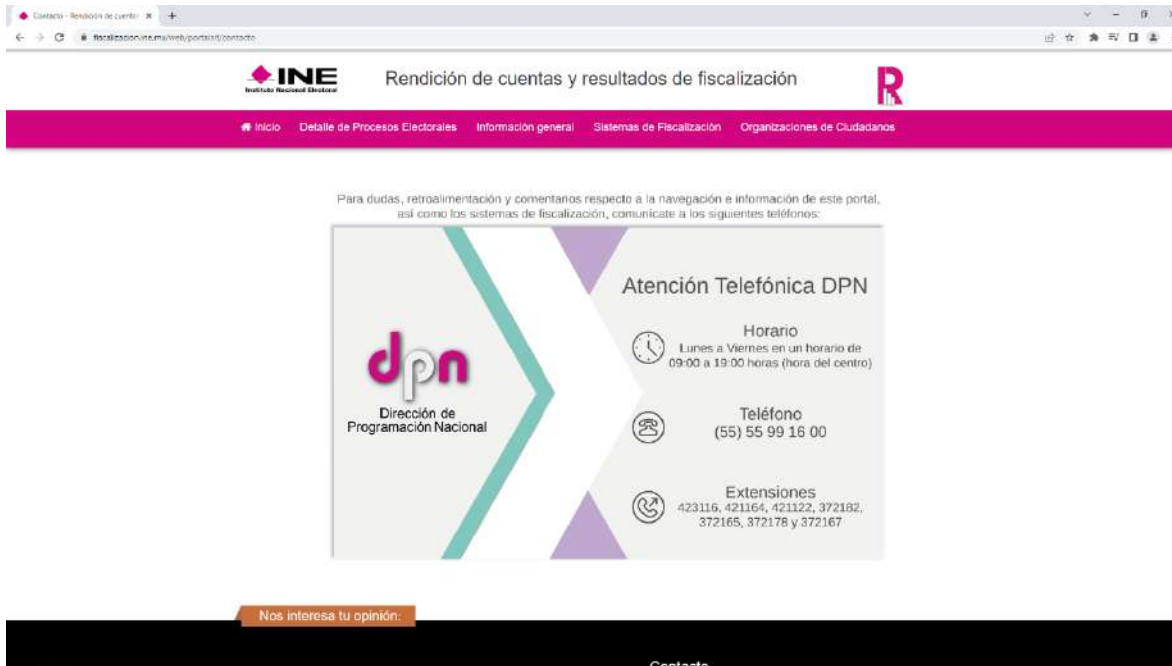 Contacto - Rendición de cuentas
fiscalizacion.ine.mx/web/portalsif/contacto
INE
Instituto Nacional Electoral
Rendición de cuentas y resultados de fiscalización
R
Inicio Detalle de Procesos Electorales Información general Sistemas de Fiscalización Organizaciones de Ciudadanos
Para dudas, retroalimentación y comentarios respecto a la navegación e información de este portal,
así como los sistemas de fiscalización, comunícate a los siguientes teléfonos:
dpn
Dirección de
Programación Nacional
Atención Telefónica DPN
Horario
Lunes a Viernes en un horario de
09:00 a 19:00 horas (hora del centro)
Teléfono
(55) 55 99 16 00
Extensiones
423116, 421164, 421122, 372182,
372165, 372178 y 372167
Nos interesa tu opinión:
Contacto